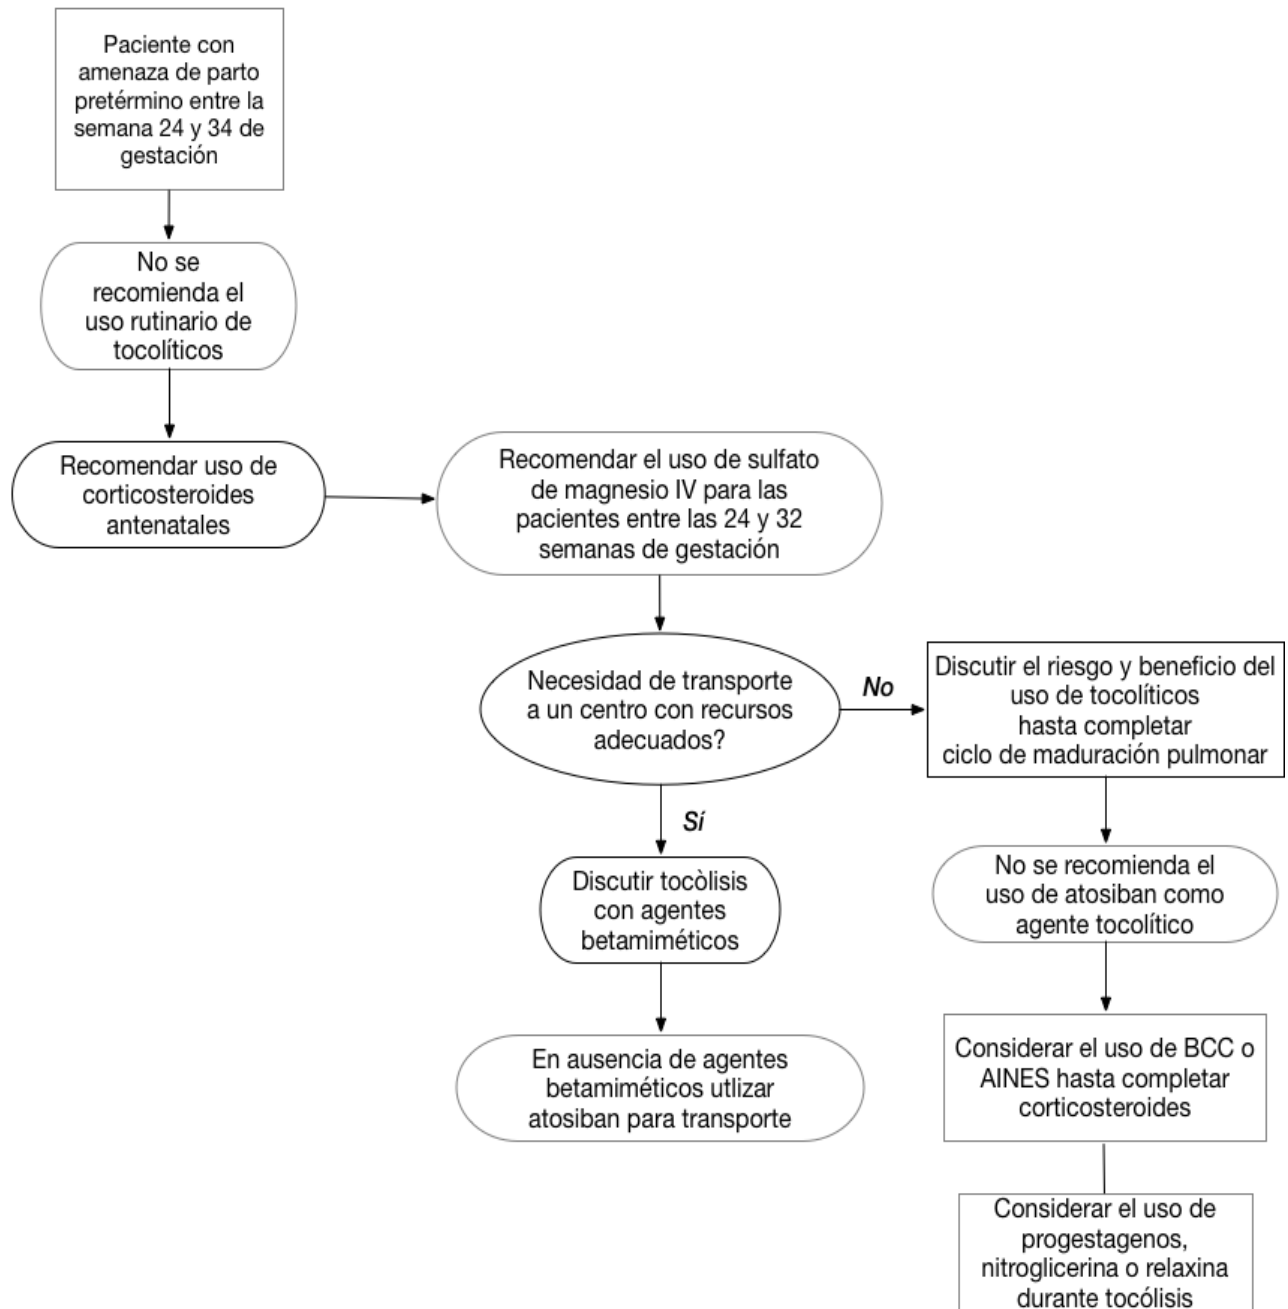 Paciente con
amenaza de parto
pretérmino entre la
semana 24 y 34 de
gestación
No se
recomienda el
uso rutinario de
tocolíticos
Recomendar uso de
corticosteroides
antenatales
Recomendar el uso de sulfato
de magnesio IV para las
pacientes entre las 24 y 32
semanas de gestación
Necesidad de transporte
a un centro con recursos
adecuados?
No
Discutir el riesgo y beneficio del
uso de tocolíticos
hasta completar
ciclo de maduración pulmonar
Sí
Discutir tocòlisis
con agentes
betamiméticos
No se recomienda el
uso de atosiban como
agente tocolítico
En ausencia de agentes
betamiméticos utlizar
atosiban para transporte
Considerar el uso de BCC o
AINES hasta completar
corticosteroides
Considerar el uso de
progestagenos,
nitroglicerina o relaxina
durante tocólisis